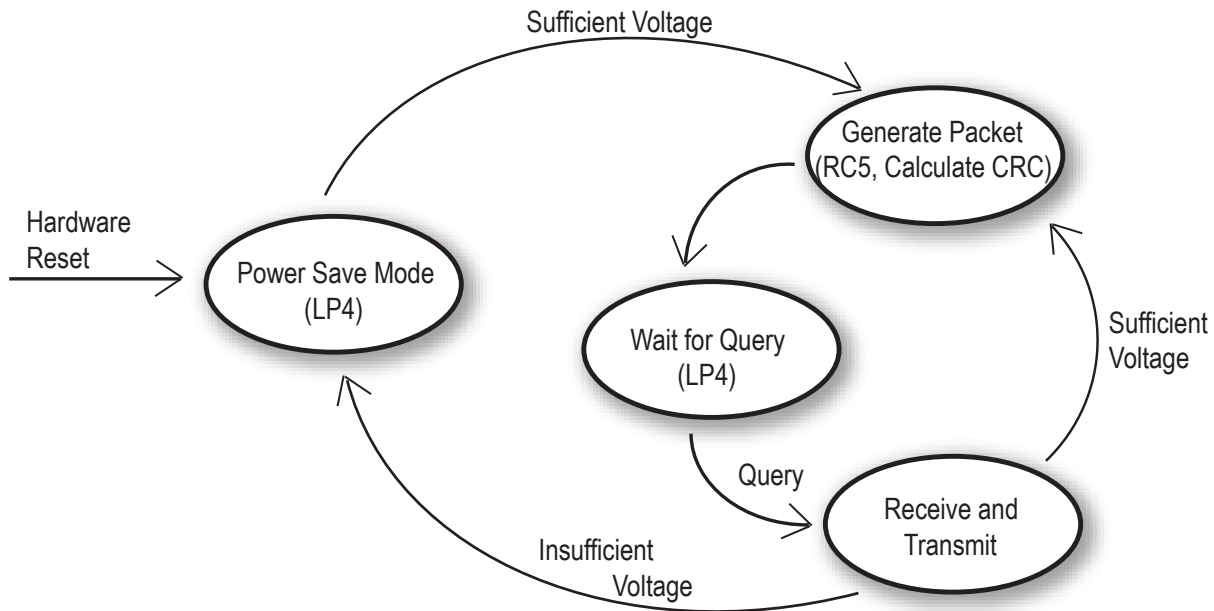 Sufficient Voltage
Generate Packet
(RC5, Calculate CRC)
Hardware
Reset
Power Save Mode
(LP4)
Wait for Query
(LP4)
Sufficient
Voltage
Query
Receive and
Transmit
Insufficient
Voltage